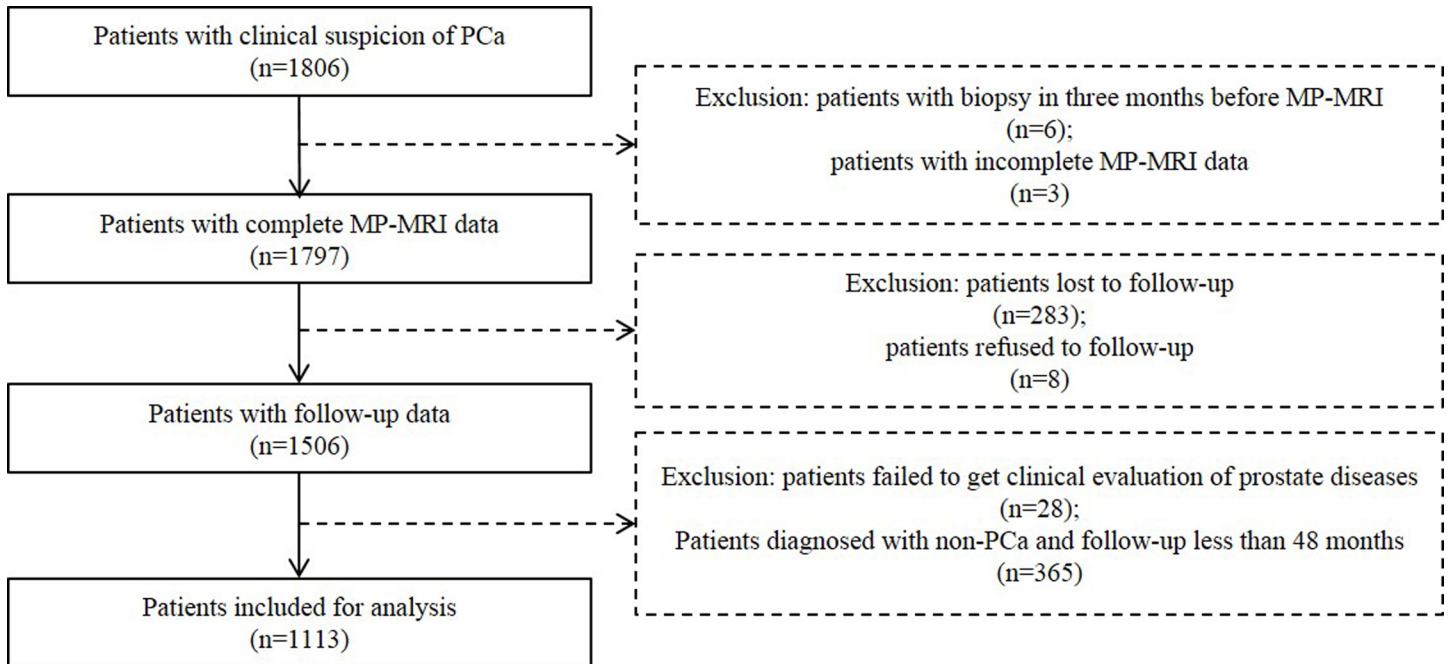 Patients with clinical suspicion of PCa
(n=1806)
Exclusion: patients with biopsy in three months before MP-MRI
(n=6);
patients with incomplete MP-MRI data
(n=3)
Patients with complete MP-MRI data
(n=1797)
Exclusion: patients lost to follow-up
(n=283);
patients refused to follow-up
(n=8)
Patients with follow-up data
(n=1506)
Exclusion: patients failed to get clinical evaluation of prostate diseases
(n=28);
Patients diagnosed with non-PCa and follow-up less than 48 months
(n=365)
Patients included for analysis
(n=1113)